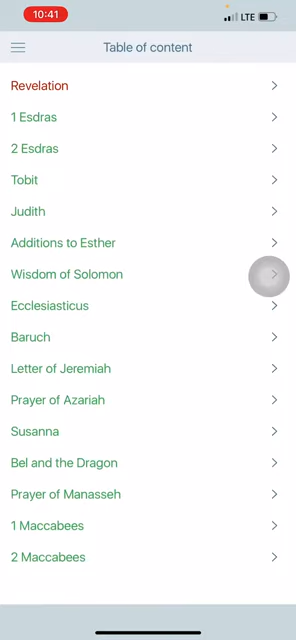 10:41
LTE
Table of content
Revelation
1 Esdras
2 Esdras
Tobit
Judith
Additions to Esther
Wisdom of Solomon
Ecclesiasticus
Baruch
Letter of Jeremiah
Prayer of Azariah
Susanna
Bel and the Dragon
Prayer of Manasseh
1 Maccabees
2 Maccabees